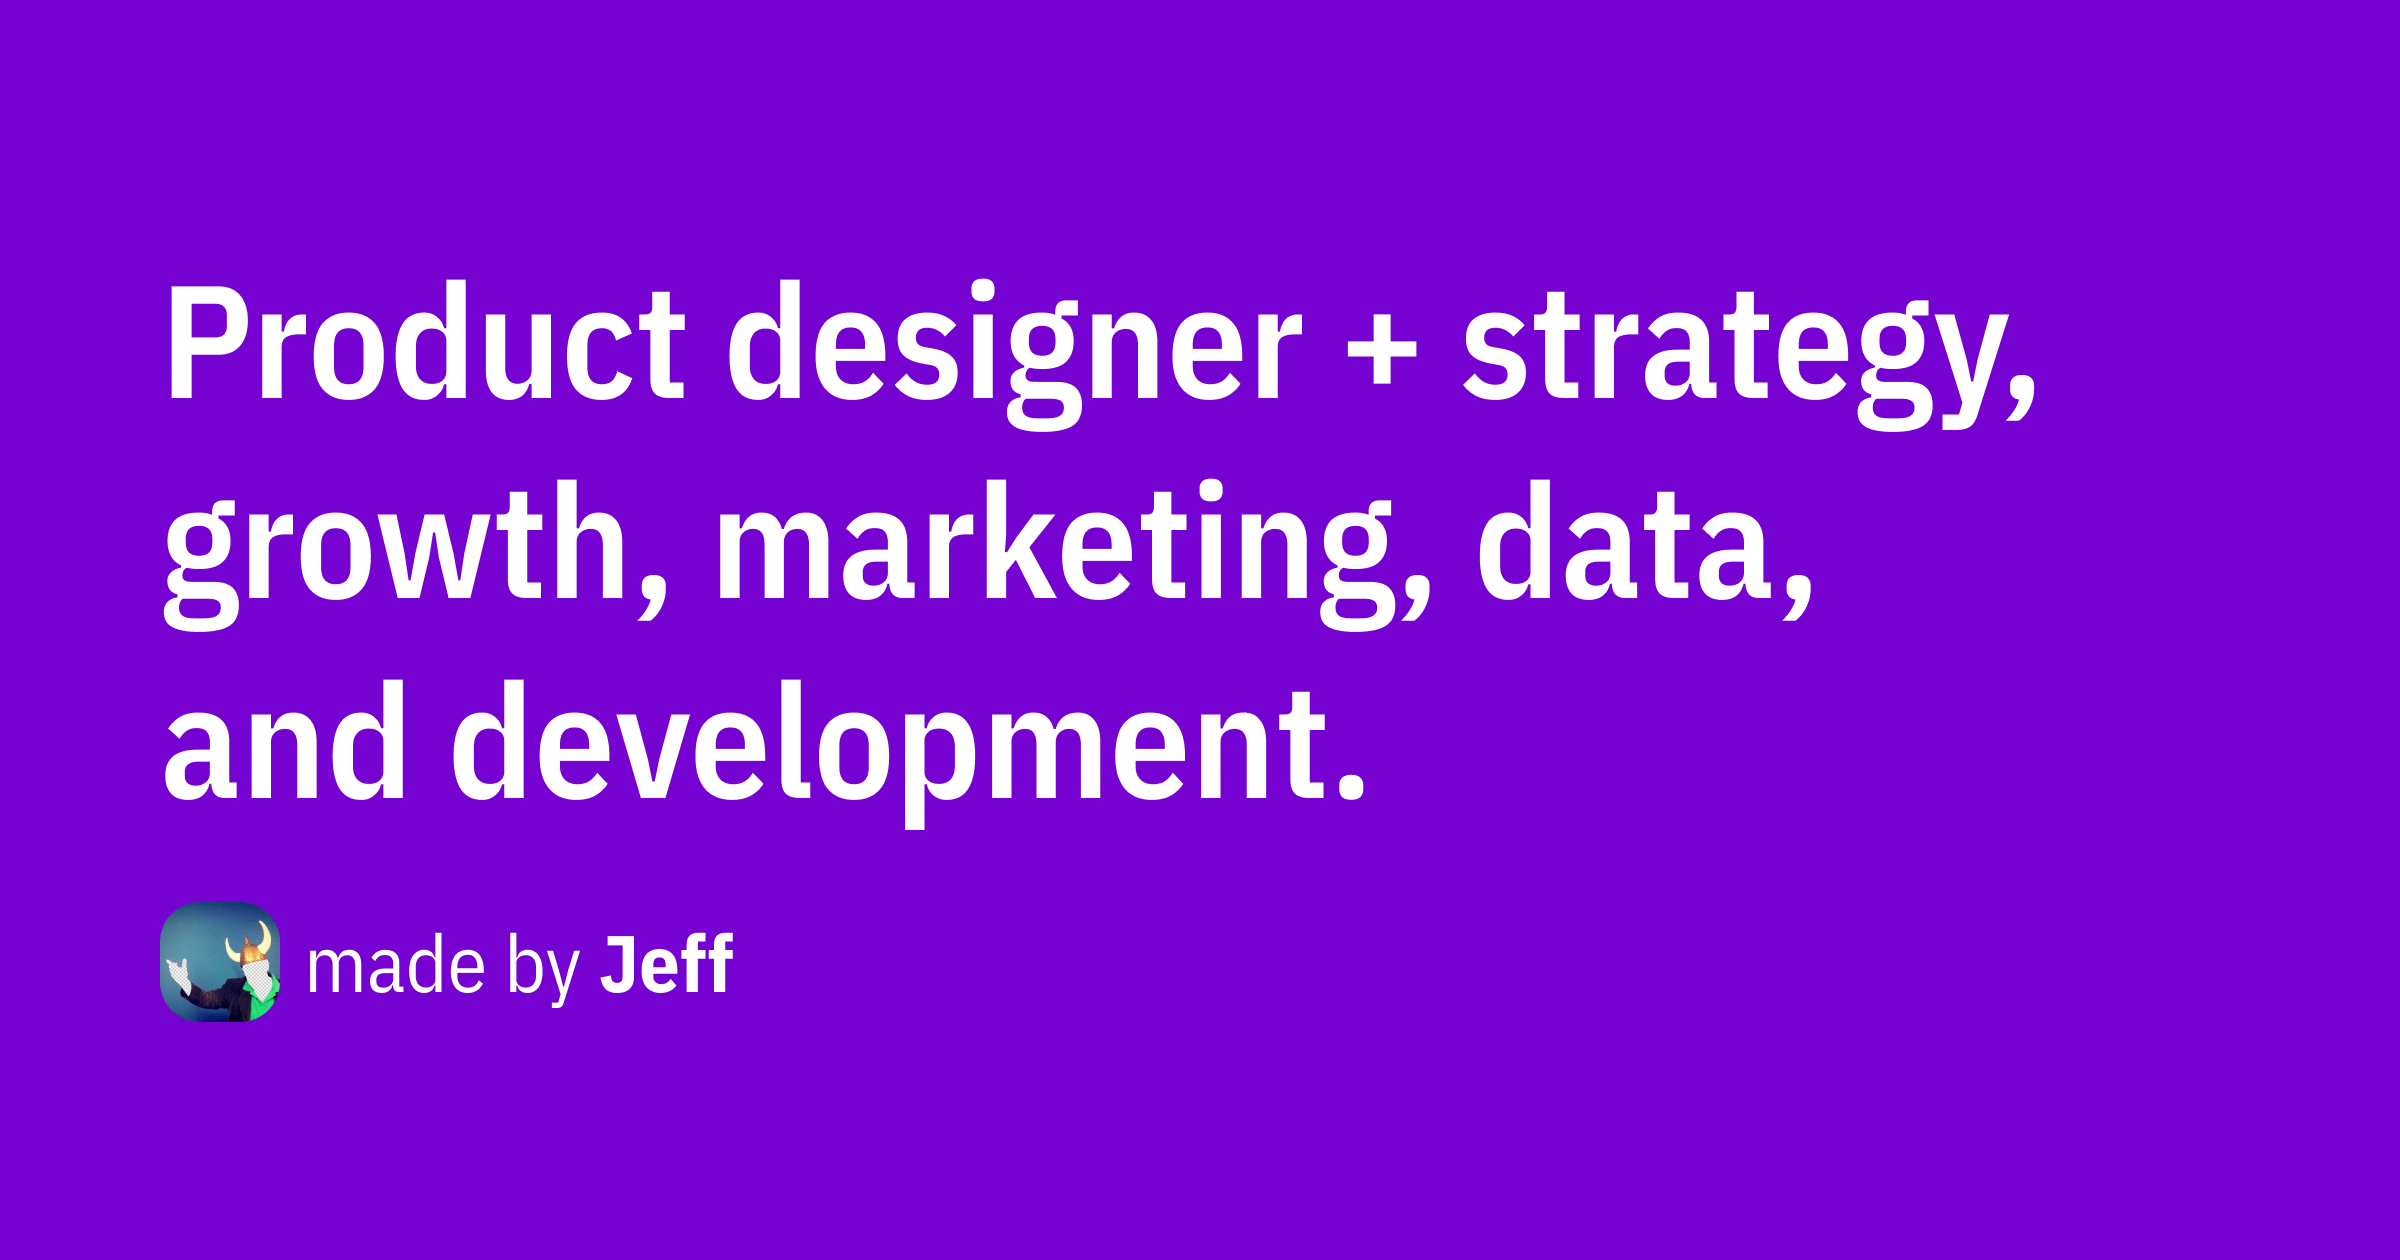 Product designer + strategy,
growth, marketing, data,
and development.
made by Jeff